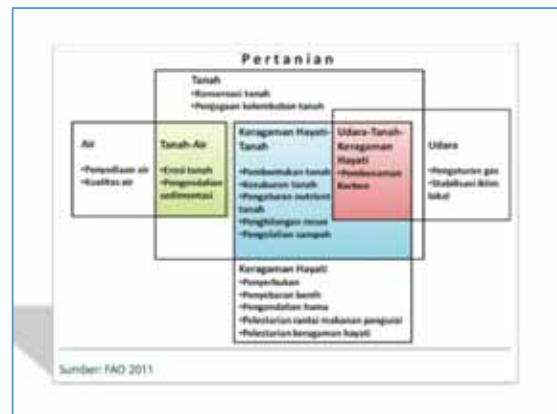 Pertanian
Tanah
•Konservasi tanah
•Penjagaan kelembaban tanah
Air
•Penyediaan air
•Kualitas air
Tanah-Air
•Erosi tanah
•Pengendalian
sedimentasi
Keragaman Hayati-
Tanah
•Pembentukan tanah
•Kesuburan tanah
•Pengaturan nutrient
tanah
•Penghilangan racun
•Pengolahan sampah
Udara-Tanah-
Keragaman
Hayati
•Pembenaman
Karbon
Udara
•Pengaturan gas
•Stabilisasi iklim
lokal
Keragaman Hayati
•Penyerbukan
•Penyebaran benih
•Pengendalian hama
•Pelestarian rantai makanan pengurai
•Pelestarian keragaman hayati
Sumber: FAO 2011